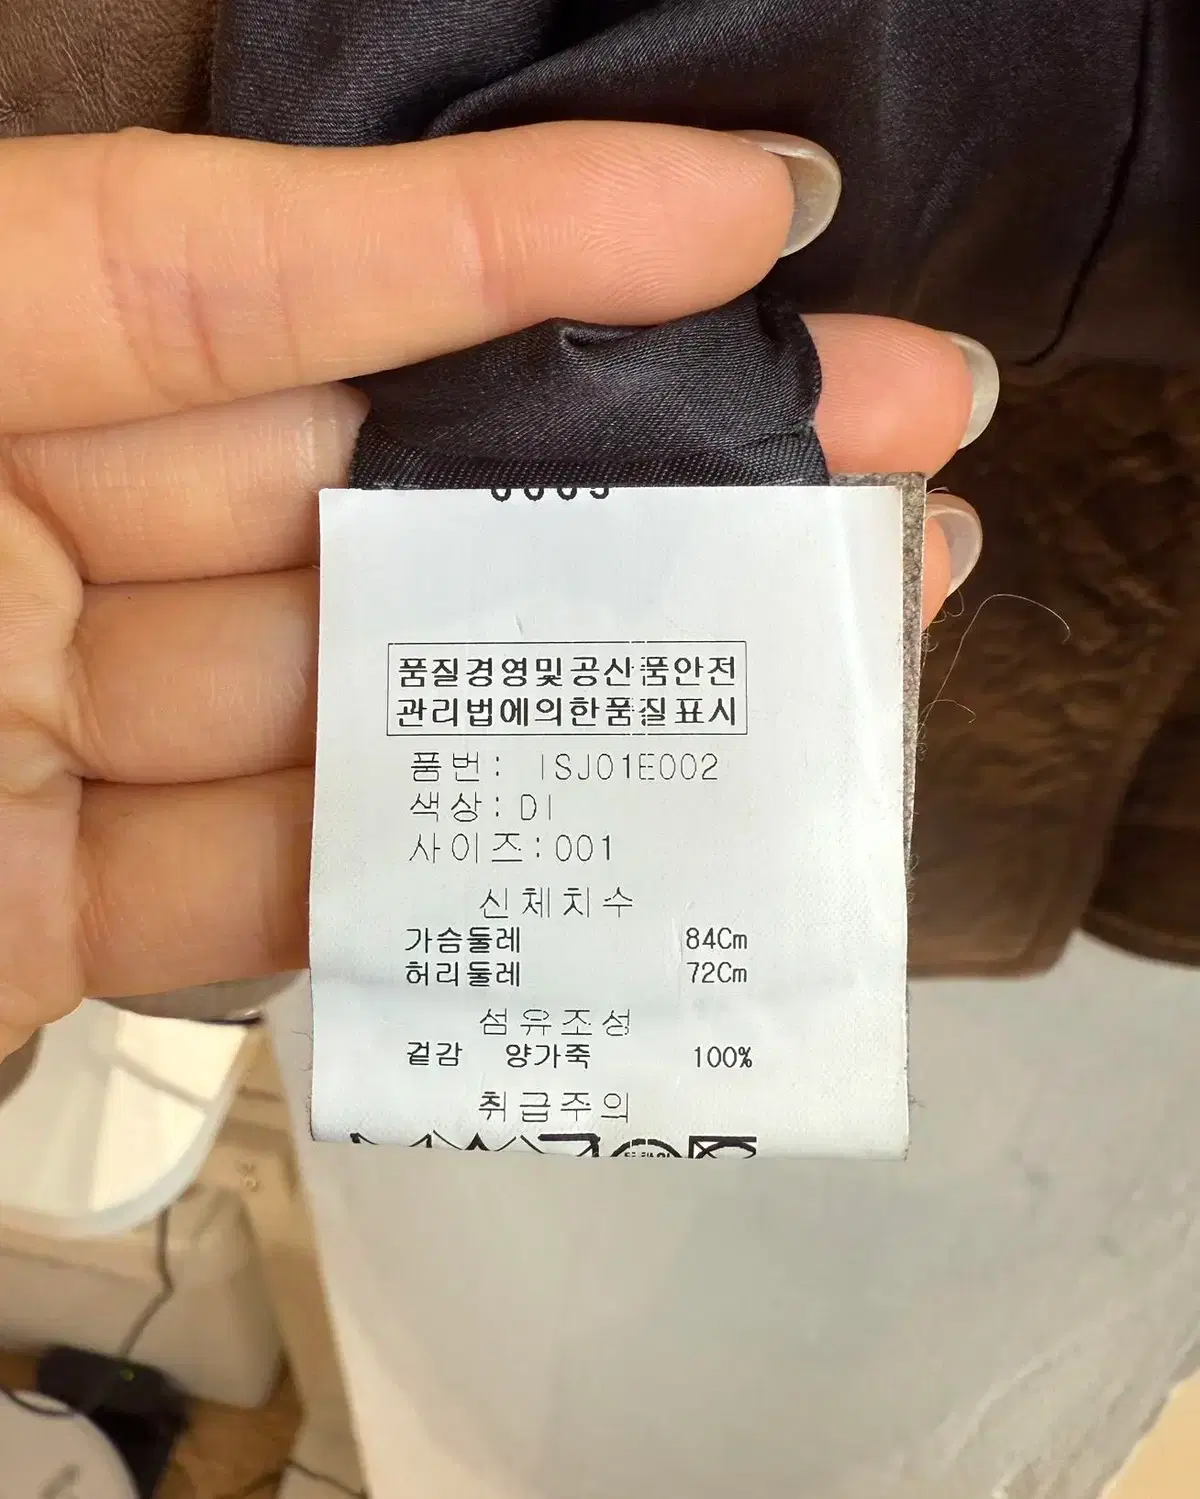 품질경영및공산품안전
관리법에의한품질표시
품번: ISJ01E002
색상:DI
사이즈:001
신체치수
가슴둘레 84Cm
허리둘레 72Cm
섬유조성
겉감 양가죽 100%
취급주의